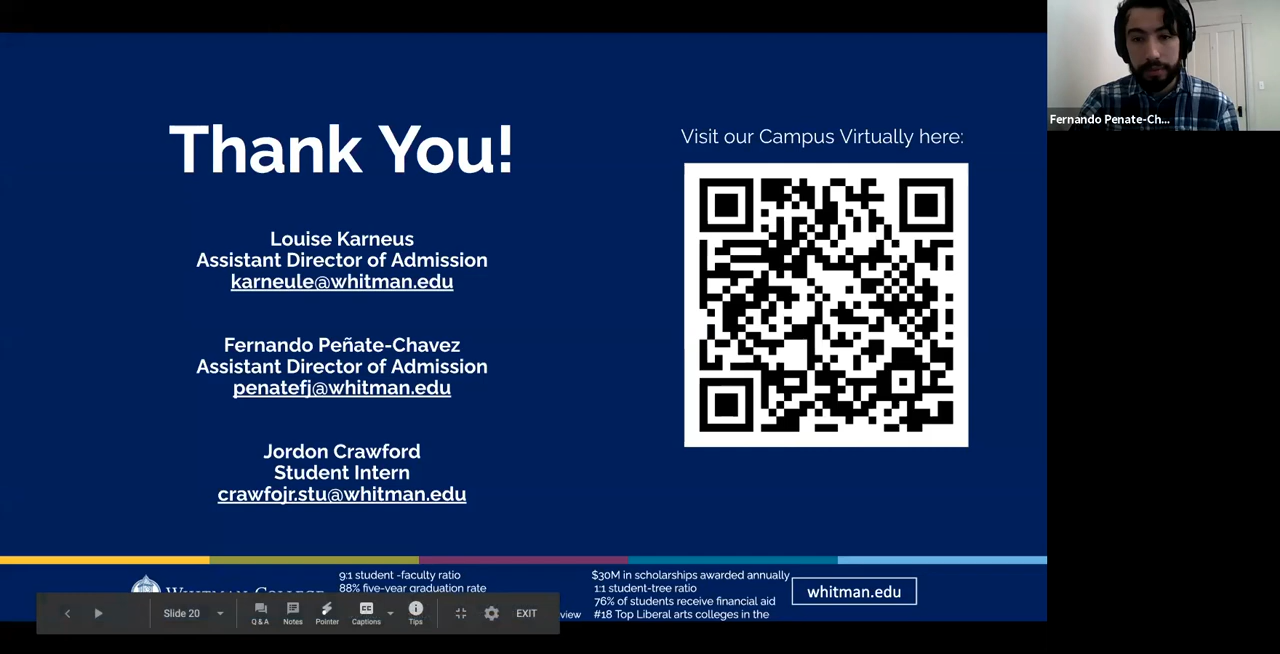 Thank You!
Louise Karneus
Assistant Director of Admission
karneule@whitman.edu
Fernando Peñate-Chavez
Assistant Director of Admission
penatefj@whitman.edu
Jordon Crawford
Student Intern
crawfojr.stu@whitman.edu
Visit our Campus Virtually here:
Fernando Penate-Ch...
WHITMAN COLLEGE
9:1 student -faculty ratio
88% five-year graduation rate
view
$30M in scholarships awarded annually
1:1 student-tree ratio
76% of students receive financial aid
#18 Top Liberal arts colleges in the
whitman.edu
Slide 20
Q & A
Notes
Pointer
Captions
Tips
EXIT